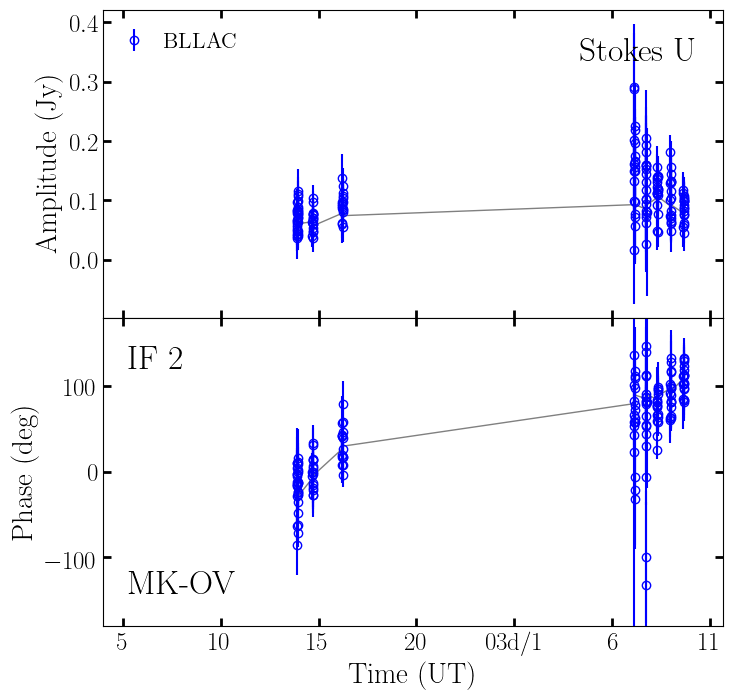 0.4
BLLAC
Stokes U
0.3
0.2
0.1
0.0
Amplitude (Jy)
IF 2
100
0
−100
Phase (deg)
MK-OV
5 10 15 20 03d/1 6 11
Time (UT)